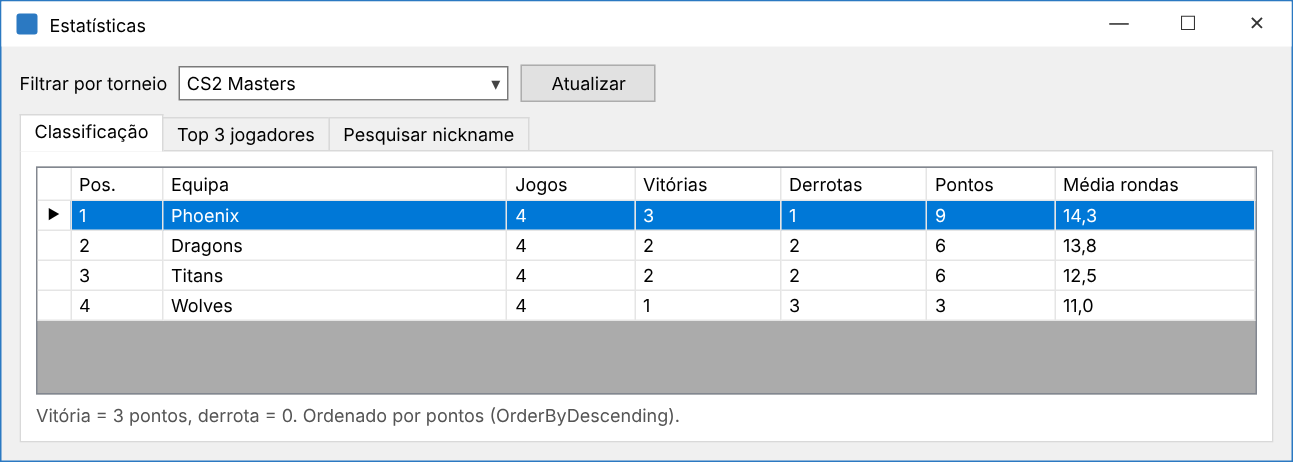 Estatísticas
Filtrar por torneio CS2 Masters Atualizar
Classificação Top 3 jogadores Pesquisar nickname
Pos. Equipa Jogos Vitórias Derrotas Pontos Média rondas
1 Phoenix 4 3 1 9 14,3
2 Dragons 4 2 2 6 13,8
3 Titans 4 2 2 6 12,5
4 Wolves 4 1 3 3 11,0
Vitória = 3 pontos, derrota = 0. Ordenado por pontos (OrderByDescending).